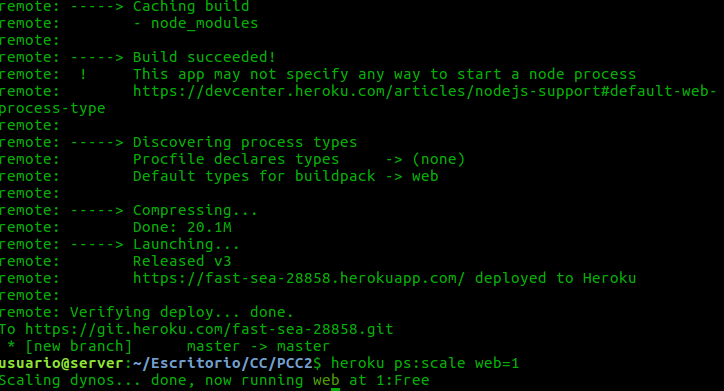 remote: -----> Caching build
remote:        - node_modules
remote:
remote: -----> Build succeeded!
remote:  !     This app may not specify any way to start a node process
remote:        https://devcenter.heroku.com/articles/nodejs-support#default-web-
process-type
remote:
remote: -----> Discovering process types
remote:        Procfile declares types     -> (none)
remote:        Default types for buildpack -> web
remote:
remote: -----> Compressing...
remote:        Done: 20.1M
remote: -----> Launching...
remote:        Released v3
remote:        https://fast-sea-28858.herokuapp.com/ deployed to Heroku
remote:
remote: Verifying deploy... done.
To https://git.heroku.com/fast-sea-28858.git
 * [new branch]      master -> master
usuario@server:~/Escritorio/CC/PCC2$ heroku ps:scale web=1
Scaling dynos... done, now running web at 1:Free